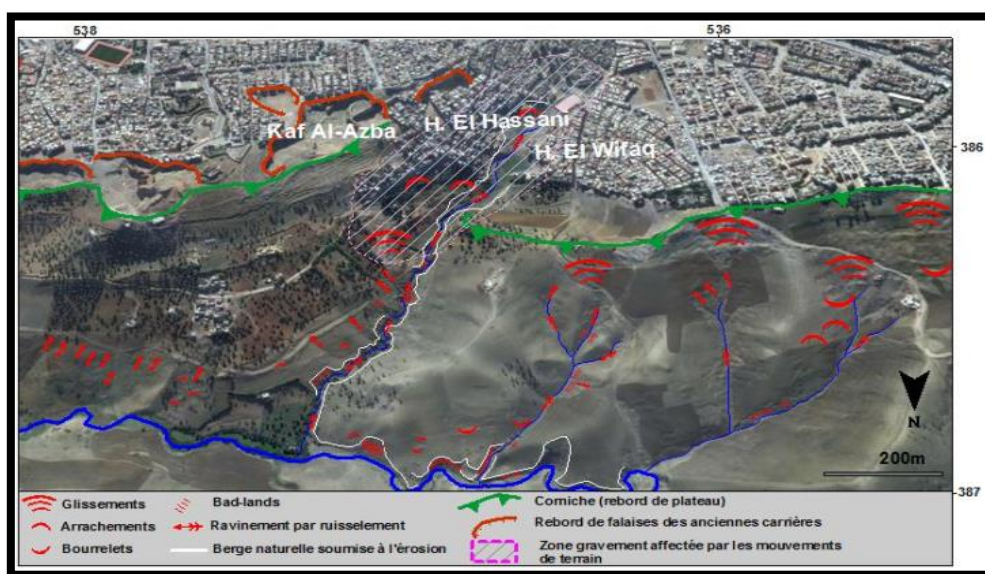 538
536
386
Kaf Al-Azba
H. El Hassani
H. El Wifaq
N
200m
387
Glissements
Arrachements
Bourrelets
Bad-lands
Ravinement par ruisselement
Berge naturelle soumise à l'érosion
Corniche (rebord de plateau)
Rebord de falaises des anciennes carrières
Zone gravement affectée par les mouvements
de terrain